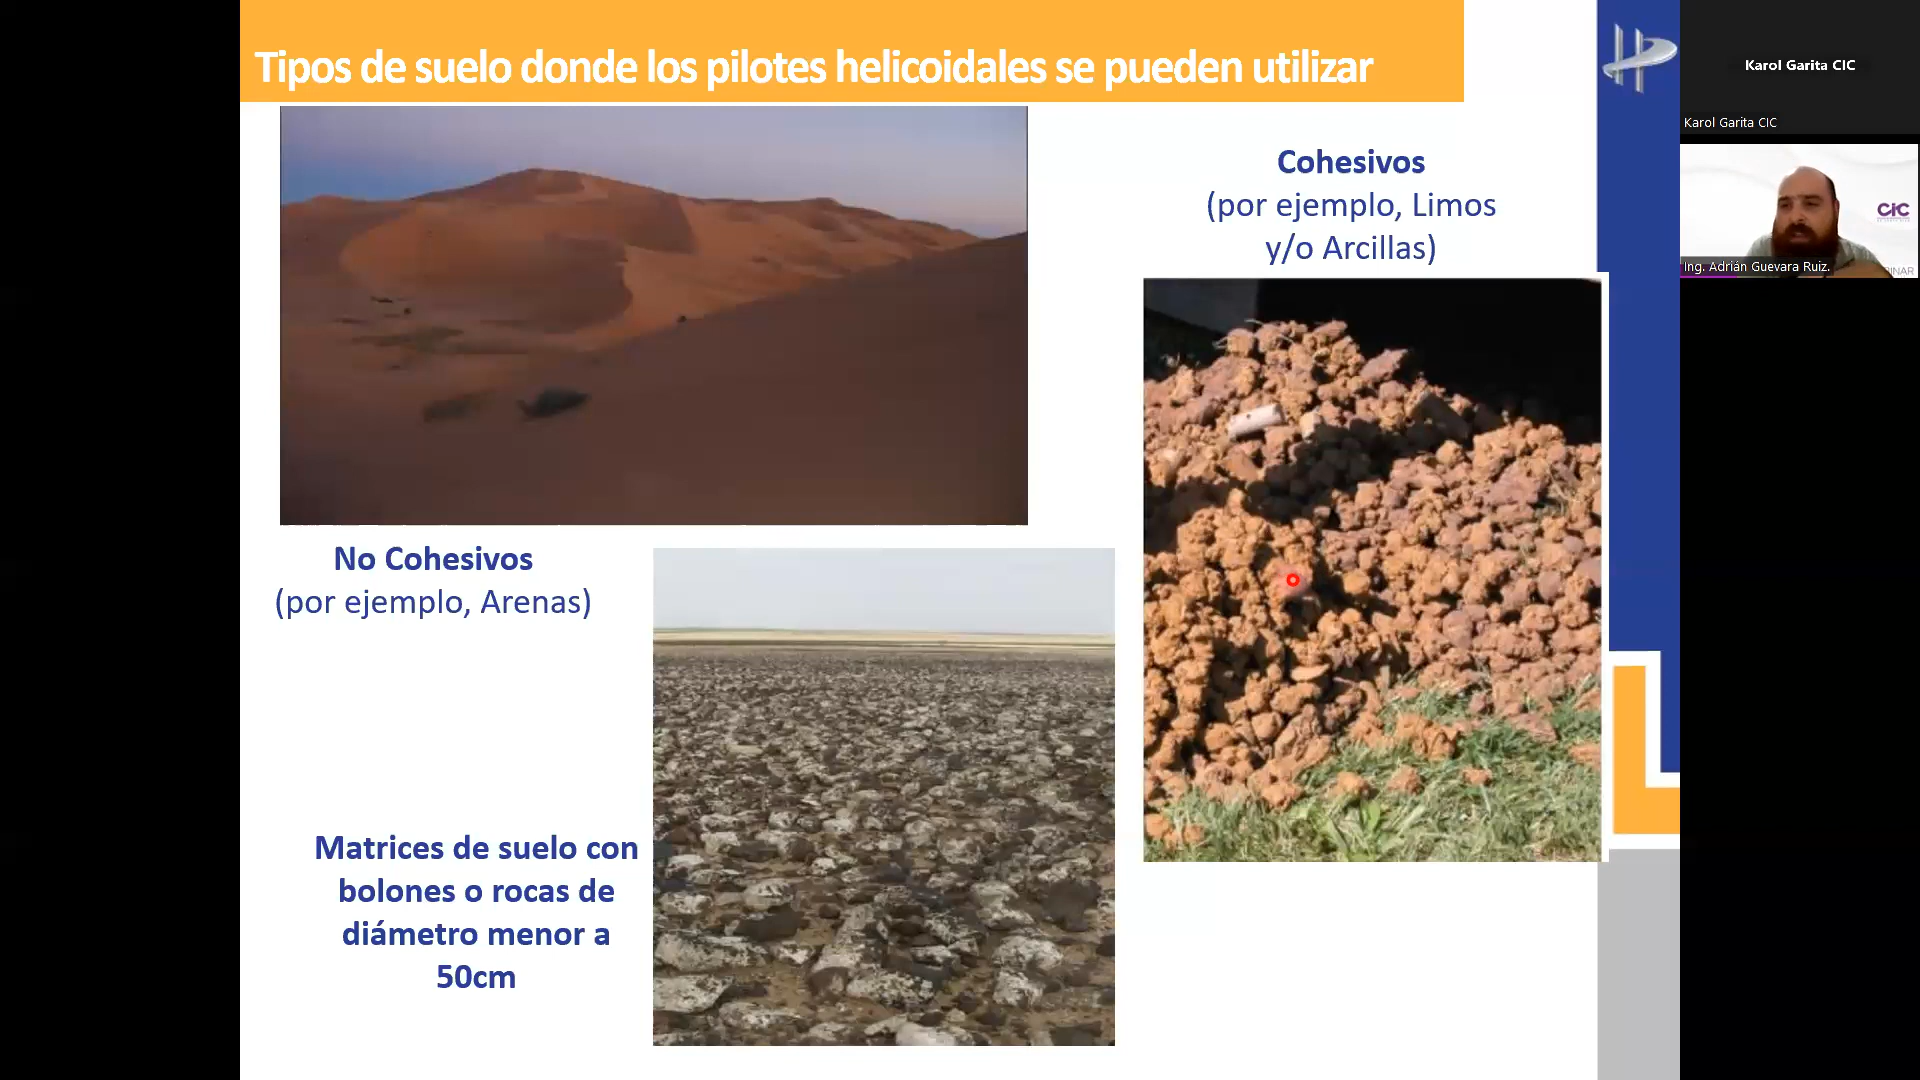 Tipos de suelo donde los pilotes helicoidales se pueden utilizar
Cohesivos
(por ejemplo, Limos
y/o Arcillas)
No Cohesivos
(por ejemplo, Arenas)
Matrices de suelo con
bolones o rocas de
diámetro menor a
50cm
Karol Garita CIC
Karol Garita CIC
CIC
Ing. Adrián Guevara Ruiz.
INAR